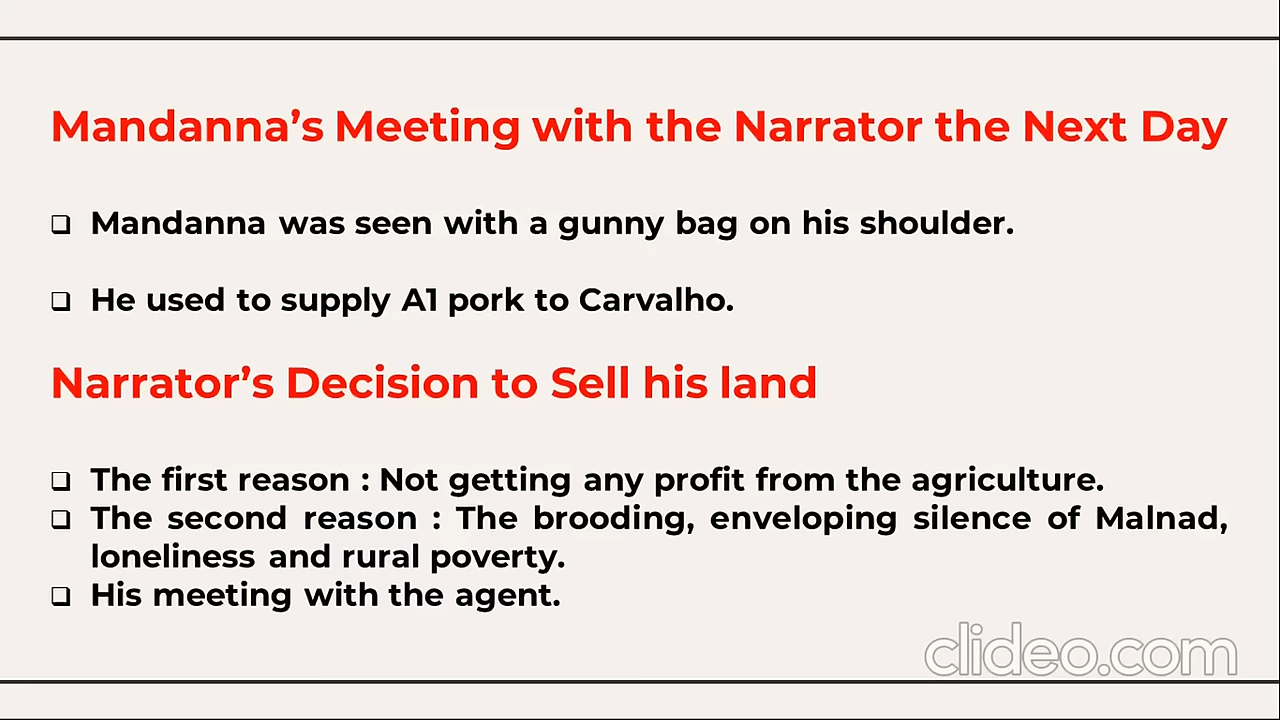 Mandanna’s Meeting with the Narrator the Next Day
❑ Mandanna was seen with a gunny bag on his shoulder.
❑ He used to supply A1 pork to Carvalho.
Narrator’s Decision to Sell his land
❑ The first reason : Not getting any profit from the agriculture.
❑ The second reason : The brooding, enveloping silence of Malnad,
loneliness and rural poverty.
❑ His meeting with the agent.
clideo.com